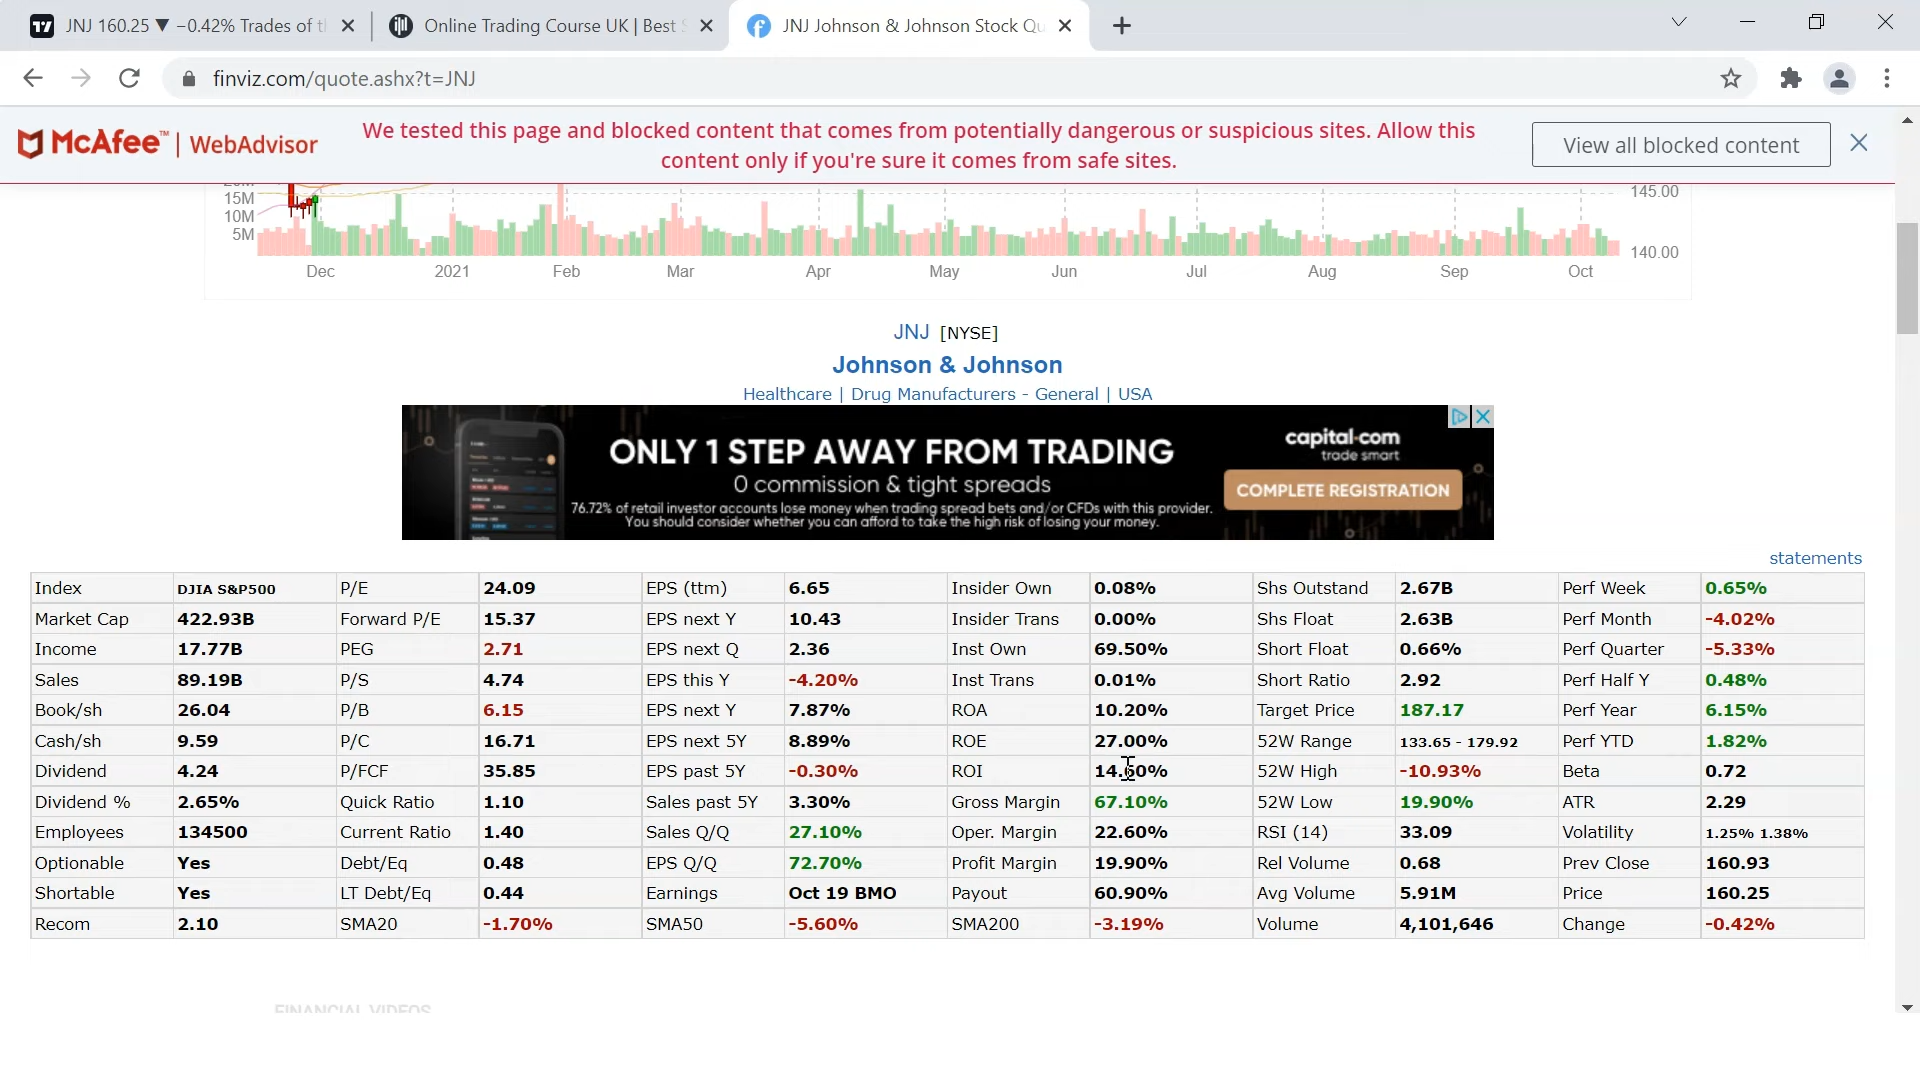 JNJ 160.25 ▼ −0.42% Trades of t
Online Trading Course UK | Best
JNJ Johnson & Johnson Stock Qu
finviz.com/quote.ashx?t=JNJ
McAfee™ | WebAdvisor
We tested this page and blocked content that comes from potentially dangerous or suspicious sites. Allow this
content only if you're sure it comes from safe sites.
View all blocked content
15M
10M
5M
145.00
140.00
Dec 2021 Feb Mar Apr May Jun Jul Aug Sep Oct
JNJ [NYSE]
Johnson & Johnson
Healthcare | Drug Manufacturers - General | USA
ONLY 1 STEP AWAY FROM TRADING
0 commission & tight spreads
76.72% of retail investor accounts lose money when trading spread bets and/or CFDs with this provider.
You should consider whether you can afford to take the high risk of losing your money.
capital.com
trade smart
COMPLETE REGISTRATION
statements
Index DJIA S&P500 P/E 24.09 EPS (ttm) 6.65 Insider Own 0.08% Shs Outstand 2.67B Perf Week 0.65%
Market Cap 422.93B Forward P/E 15.37 EPS next Y 10.43 Insider Trans 0.00% Shs Float 2.63B Perf Month -4.02%
Income 17.77B PEG 2.71 EPS next Q 2.36 Inst Own 69.50% Short Float 0.66% Perf Quarter -5.33%
Sales 89.19B P/S 4.74 EPS this Y -4.20% Inst Trans 0.01% Short Ratio 2.92 Perf Half Y 0.48%
Book/sh 26.04 P/B 6.15 EPS next Y 7.87% ROA 10.20% Target Price 187.17 Perf Year 6.15%
Cash/sh 9.59 P/C 16.71 EPS next 5Y 8.89% ROE 27.00% 52W Range 133.65 - 179.92 Perf YTD 1.82%
Dividend 4.24 P/FCF 35.85 EPS past 5Y -0.30% ROI 14.60% 52W High -10.93% Beta 0.72
Dividend % 2.65% Quick Ratio 1.10 Sales past 5Y 3.30% Gross Margin 67.10% 52W Low 19.90% ATR 2.29
Employees 134500 Current Ratio 1.40 Sales Q/Q 27.10% Oper. Margin 22.60% RSI (14) 33.09 Volatility 1.25% 1.38%
Optionable Yes Debt/Eq 0.48 EPS Q/Q 72.70% Profit Margin 19.90% Rel Volume 0.68 Prev Close 160.93
Shortable Yes LT Debt/Eq 0.44 Earnings Oct 19 BMO Payout 60.90% Avg Volume 5.91M Price 160.25
Recom 2.10 SMA20 -1.70% SMA50 -5.60% SMA200 -3.19% Volume 4,101,646 Change -0.42%
FINANCIAL VIDEOS